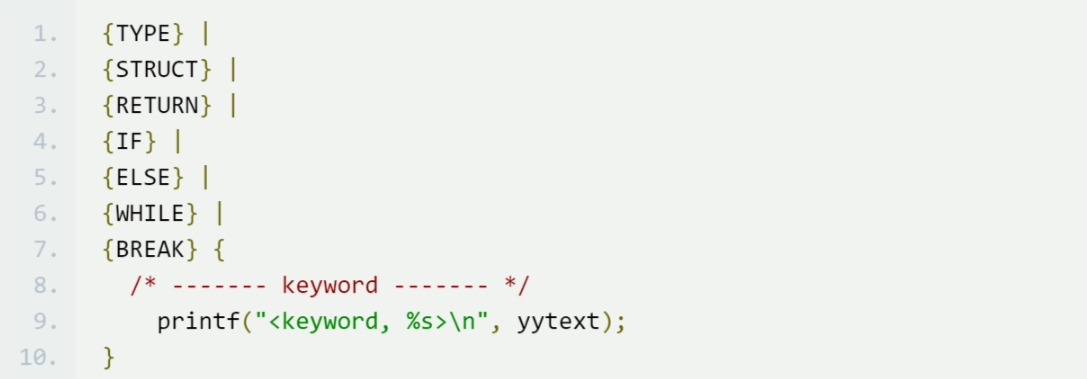 1. {TYPE} |
2. {STRUCT} |
3. {RETURN} |
4. {IF} |
5. {ELSE} |
6. {WHILE} |
7. {BREAK} {
8.   /* ------- keyword ------- */
9.     printf("<keyword, %s>\n", yytext);
10. }